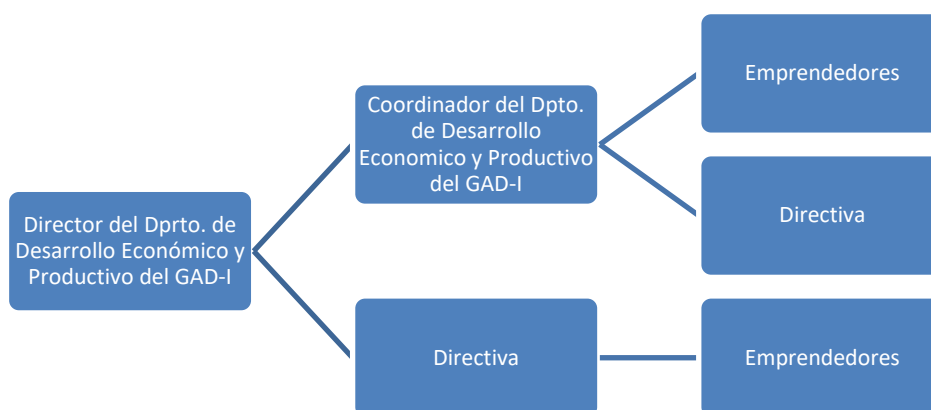 Director del Dprto. de
Desarrollo Económico y
Productivo del GAD-I
Coordinador del Dpto.
de Desarrollo
Economico y Productivo
del GAD-I
Emprendedores
Directiva
Directiva
Emprendedores